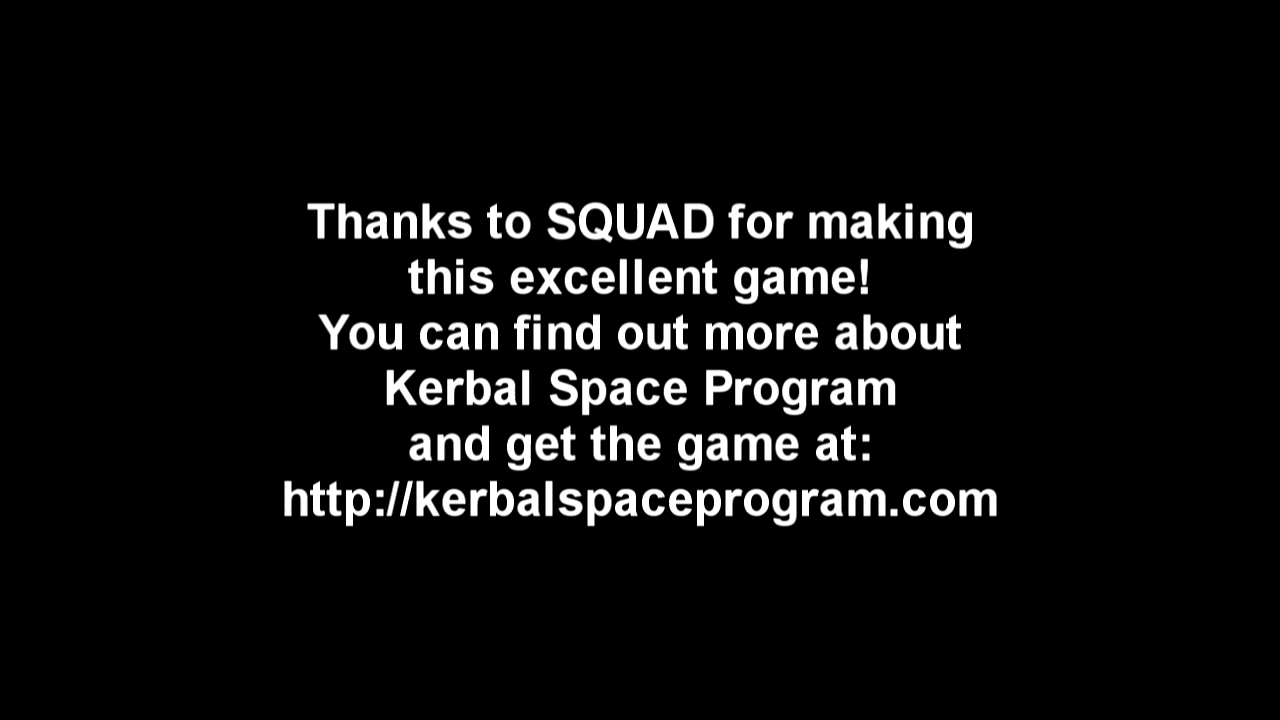 Thanks to SQUAD for making
this excellent game!
You can find out more about
Kerbal Space Program
and get the game at:
http://kerbalspaceprogram.com